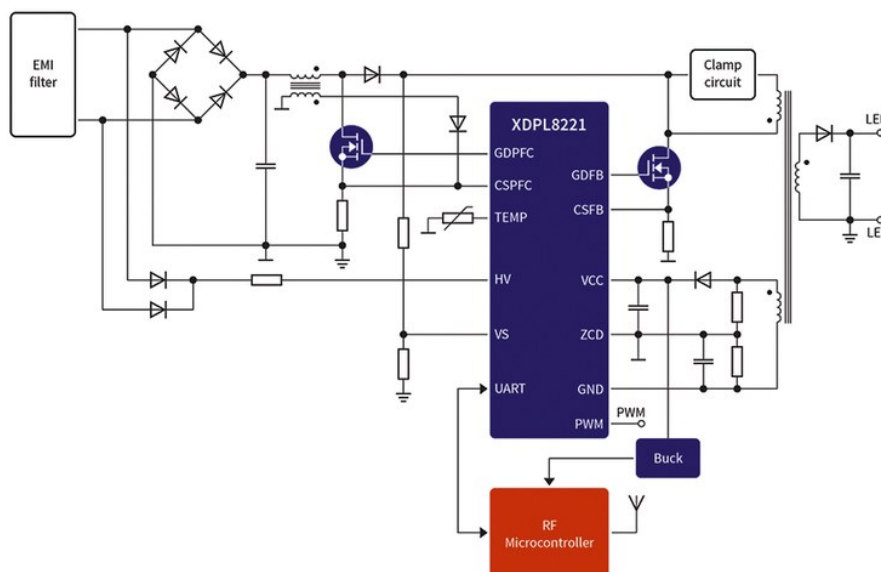 EMI
filter
Clamp
circuit
XDPL8221
GDPFC
CSPFC
TEMP
HV
VS
UART
GDFB
CSFB
VCC
ZCD
GND
PWM
PWM
Buck
RF
Microcontroller